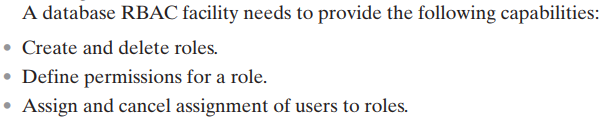 A database RBAC facility needs to provide the following capabilities:
• Create and delete roles.
• Define permissions for a role.
• Assign and cancel assignment of users to roles.